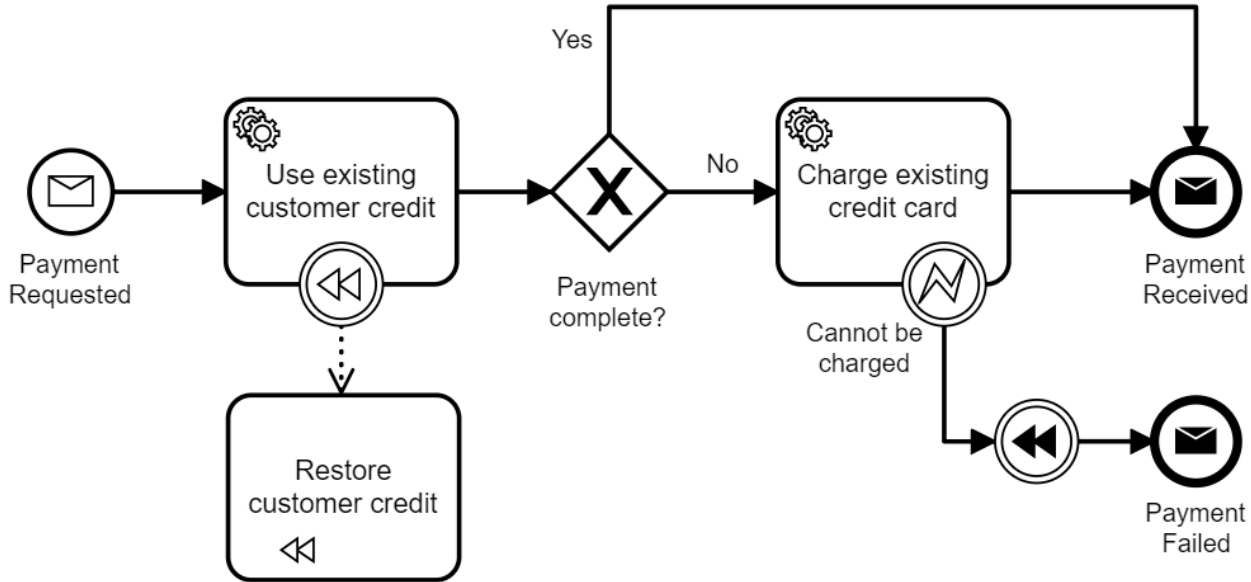 Yes
Use existing
customer credit
No
Charge existing
credit card
Payment
Requested
Payment
complete?
Cannot be
charged
Payment
Received
Restore
customer credit
Payment
Failed